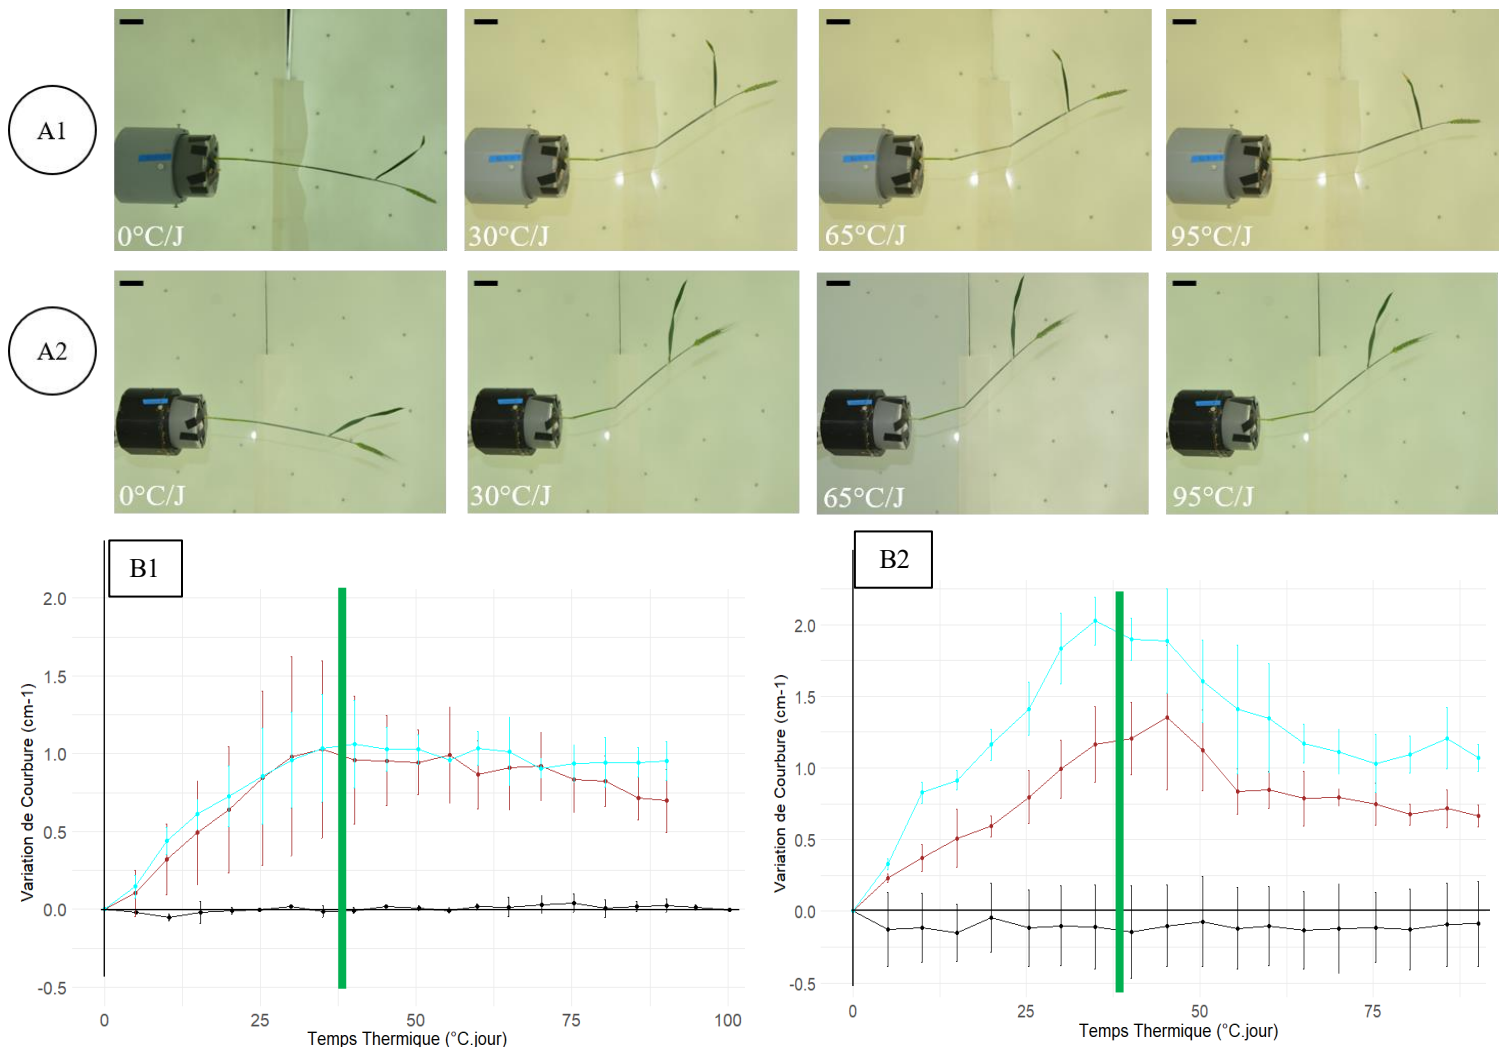 A1
0°C/J
30°C/J
65°C/J
95°C/J
A2
0°C/J
30°C/J
65°C/J
95°C/J
B1
2.0
1.5
1.0
0.5
0.0
-0.5
Variation de Courbure (cm-1)
0
25
50
75
100
Temps Thermique (°C.jour)
B2
2.0
1.5
1.0
0.5
0.0
-0.5
Variation de Courbure (cm-1)
0
25
50
75
Temps Thermique (°C.jour)